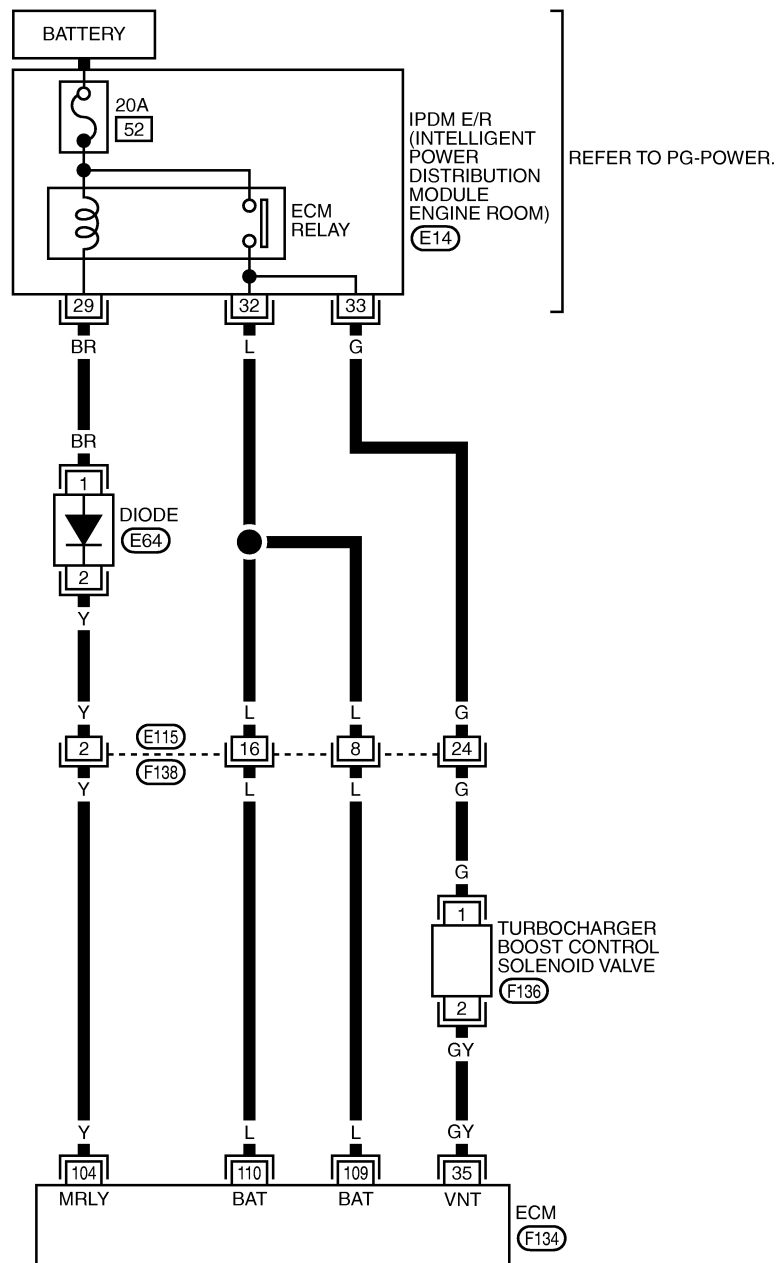 BATTERY
20A
52
IPDM E/R
(INTELLIGENT
POWER
DISTRIBUTION
MODULE
ENGINE ROOM)
E14
REFER TO PG-POWER.
ECM
RELAY
29 32 33
BR L G
BR
1
DIODE
E64
2
Y
Y L L G
2 E115 16 8 24
F138
Y L L G
G
1
TURBOCHARGER
BOOST CONTROL
SOLENOID VALVE
F136
2
GY
Y L L GY
104 110 109 35
MRLY BAT BAT VNT
ECM
F134